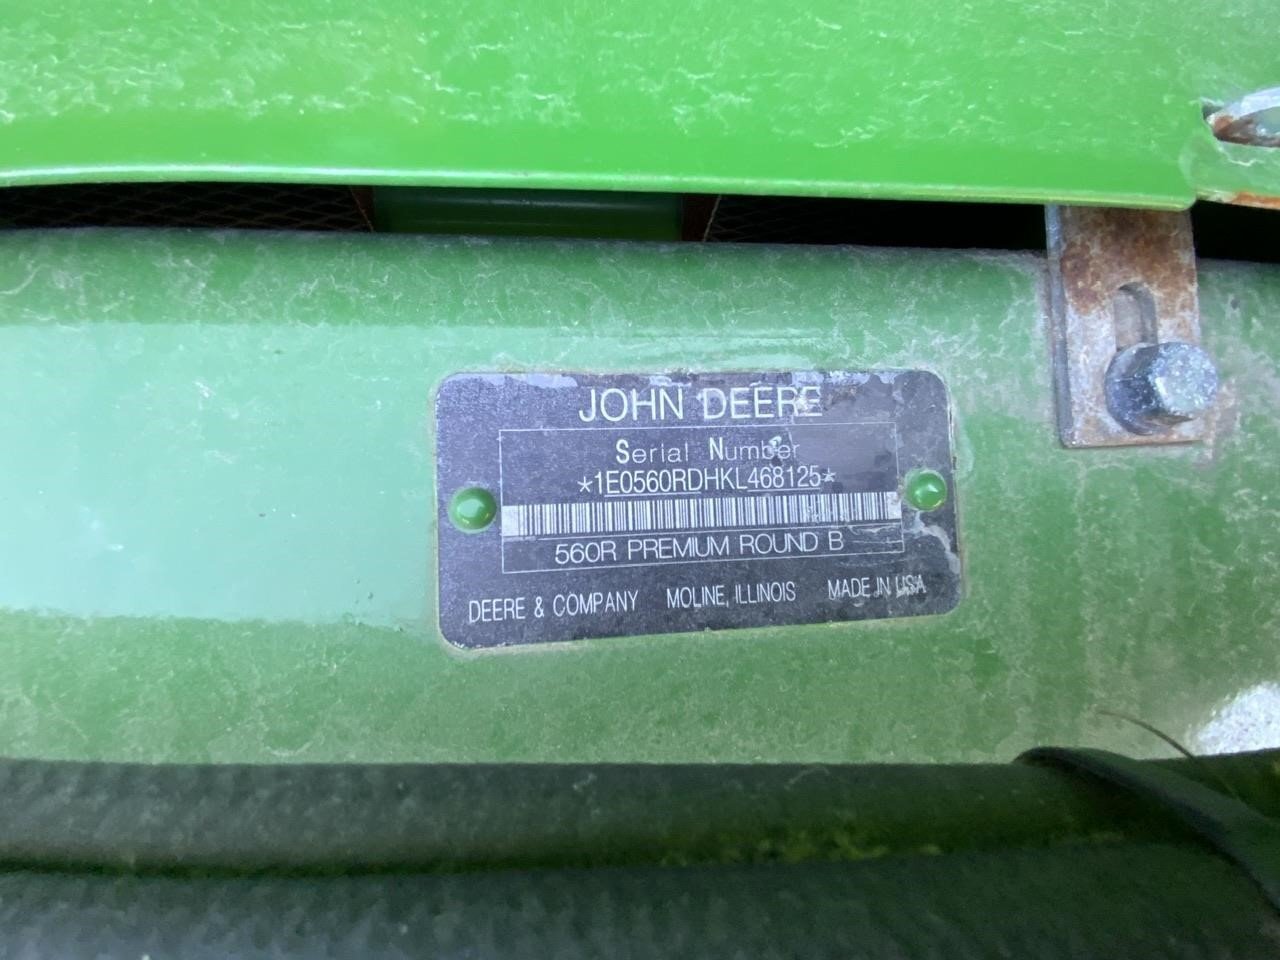 JOHN DEERE
Serial Number
*1E0560RDHKL468125*
560R PREMIUM ROUND B
DEERE & COMPANY MOLINE, ILLINOIS MADE IN USA